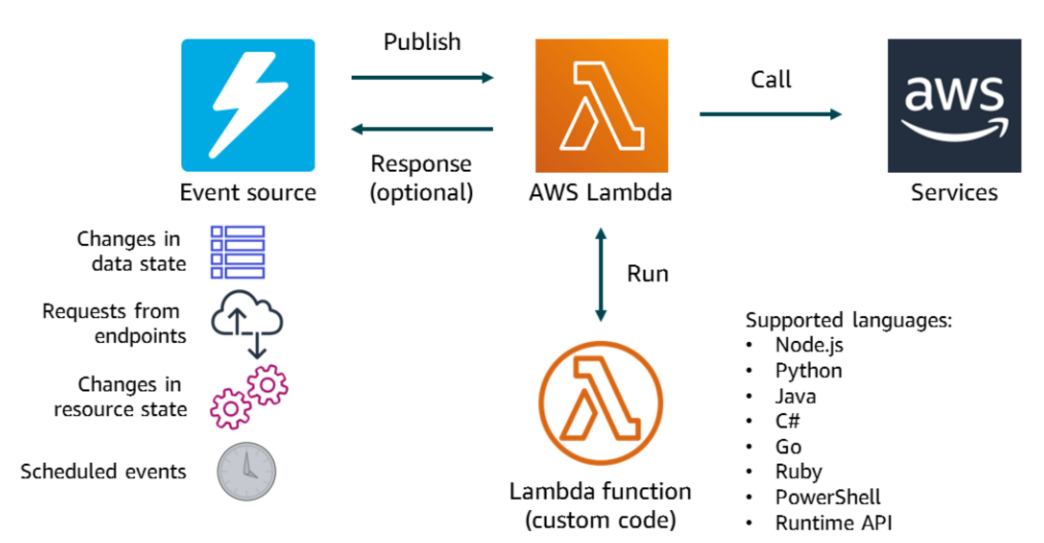 Publish
Response
(optional)
Call
aws
Event source
AWS Lambda
Services
Changes in
data state
Requests from
endpoints
Changes in
resource state
Scheduled events
Run
Lambda function
(custom code)
Supported languages:
• Node.js
• Python
• Java
• C#
• Go
• Ruby
• PowerShell
• Runtime API